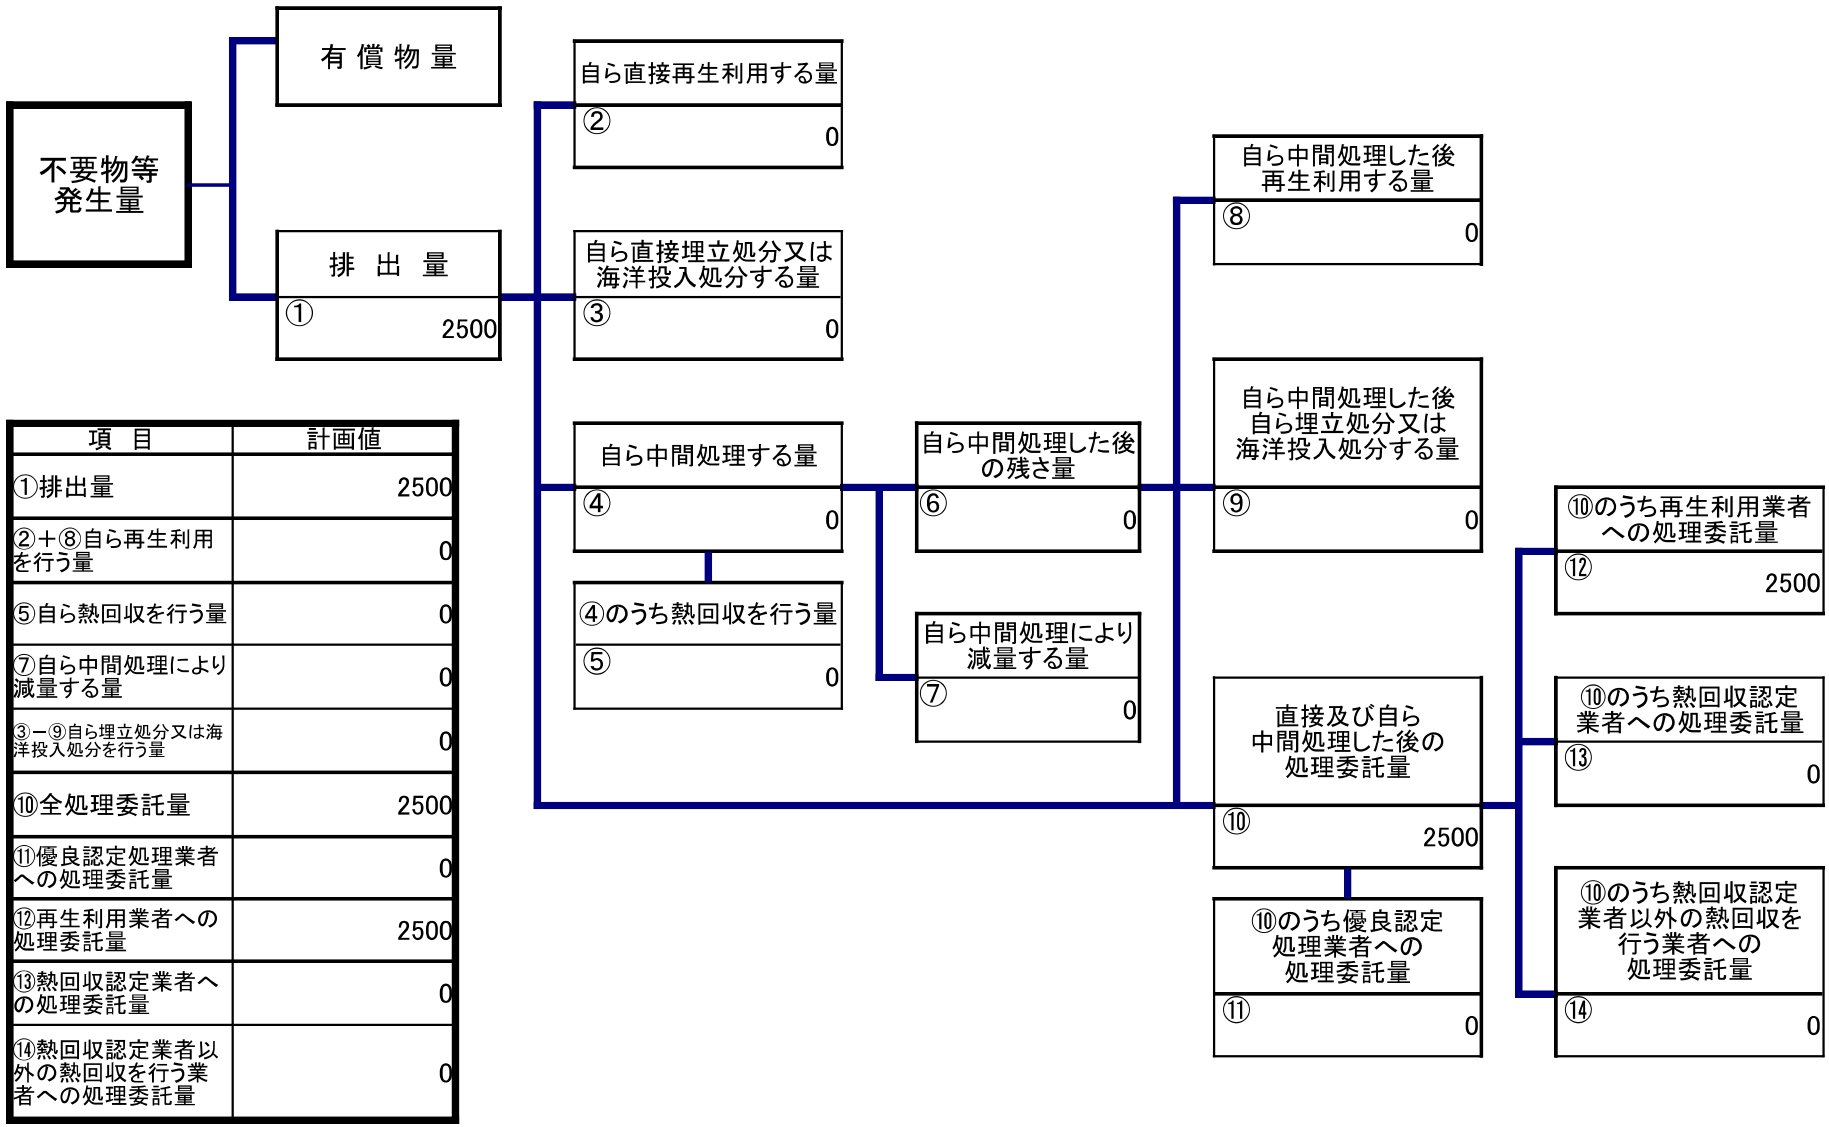 有 償 物 量
不要物等
発生量
排 出 量
①
2500
自ら直接再生利用する量
②
0
自ら直接埋立処分又は
海洋投入処分する量
③
0
自ら中間処理する量
④
0
④のうち熱回収を行う量
⑤
0
自ら中間処理した後
の残さ量
⑥
0
自ら中間処理により
減量する量
⑦
0
自ら中間処理した後
再生利用する量
⑧
0
自ら中間処理した後
自ら埋立処分又は
海洋投入処分する量
⑨
0
直接及び自ら
中間処理した後の
処理委託量
⑩
2500
⑩のうち優良認定
処理業者への
処理委託量
⑪
0
⑩のうち再生利用業者
への処理委託量
⑫
2500
⑩のうち熱回収認定
業者への処理委託量
⑬
0
⑩のうち熱回収認定
業者以外の熱回収を
行う業者への
処理委託量
⑭
0
項 目 計画値
①排出量 2500
②＋⑧自ら再生利用
を行う量 0
⑤自ら熱回収を行う量 0
⑦自ら中間処理により
減量する量 0
③－⑨自ら埋立処分又は海
洋投入処分を行う量 0
⑩全処理委託量 2500
⑪優良認定処理業者
への処理委託量 0
⑫再生利用業者への
処理委託量 2500
⑬熱回収認定業者へ
の処理委託量 0
⑭熱回収認定業者以
外の熱回収を行う業
者への処理委託量 0